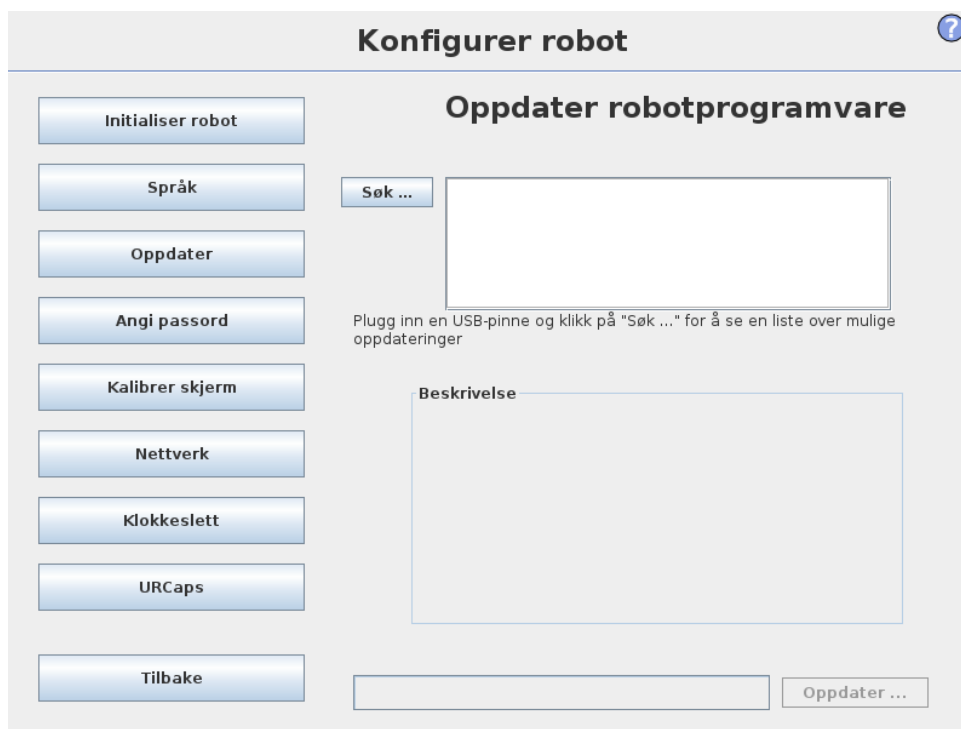 Konfigurer robot
?
Initialiser robot
Språk
Oppdater
Angi passord
Kalibrer skjerm
Nettverk
Klokkeslett
URCaps
Tilbake
Oppdater robotprogramvare
Søk ...
Plugg inn en USB-pinne og klikk på "Søk ..." for å se en liste over mulige
oppdateringer
Beskrivelse
Oppdater ...